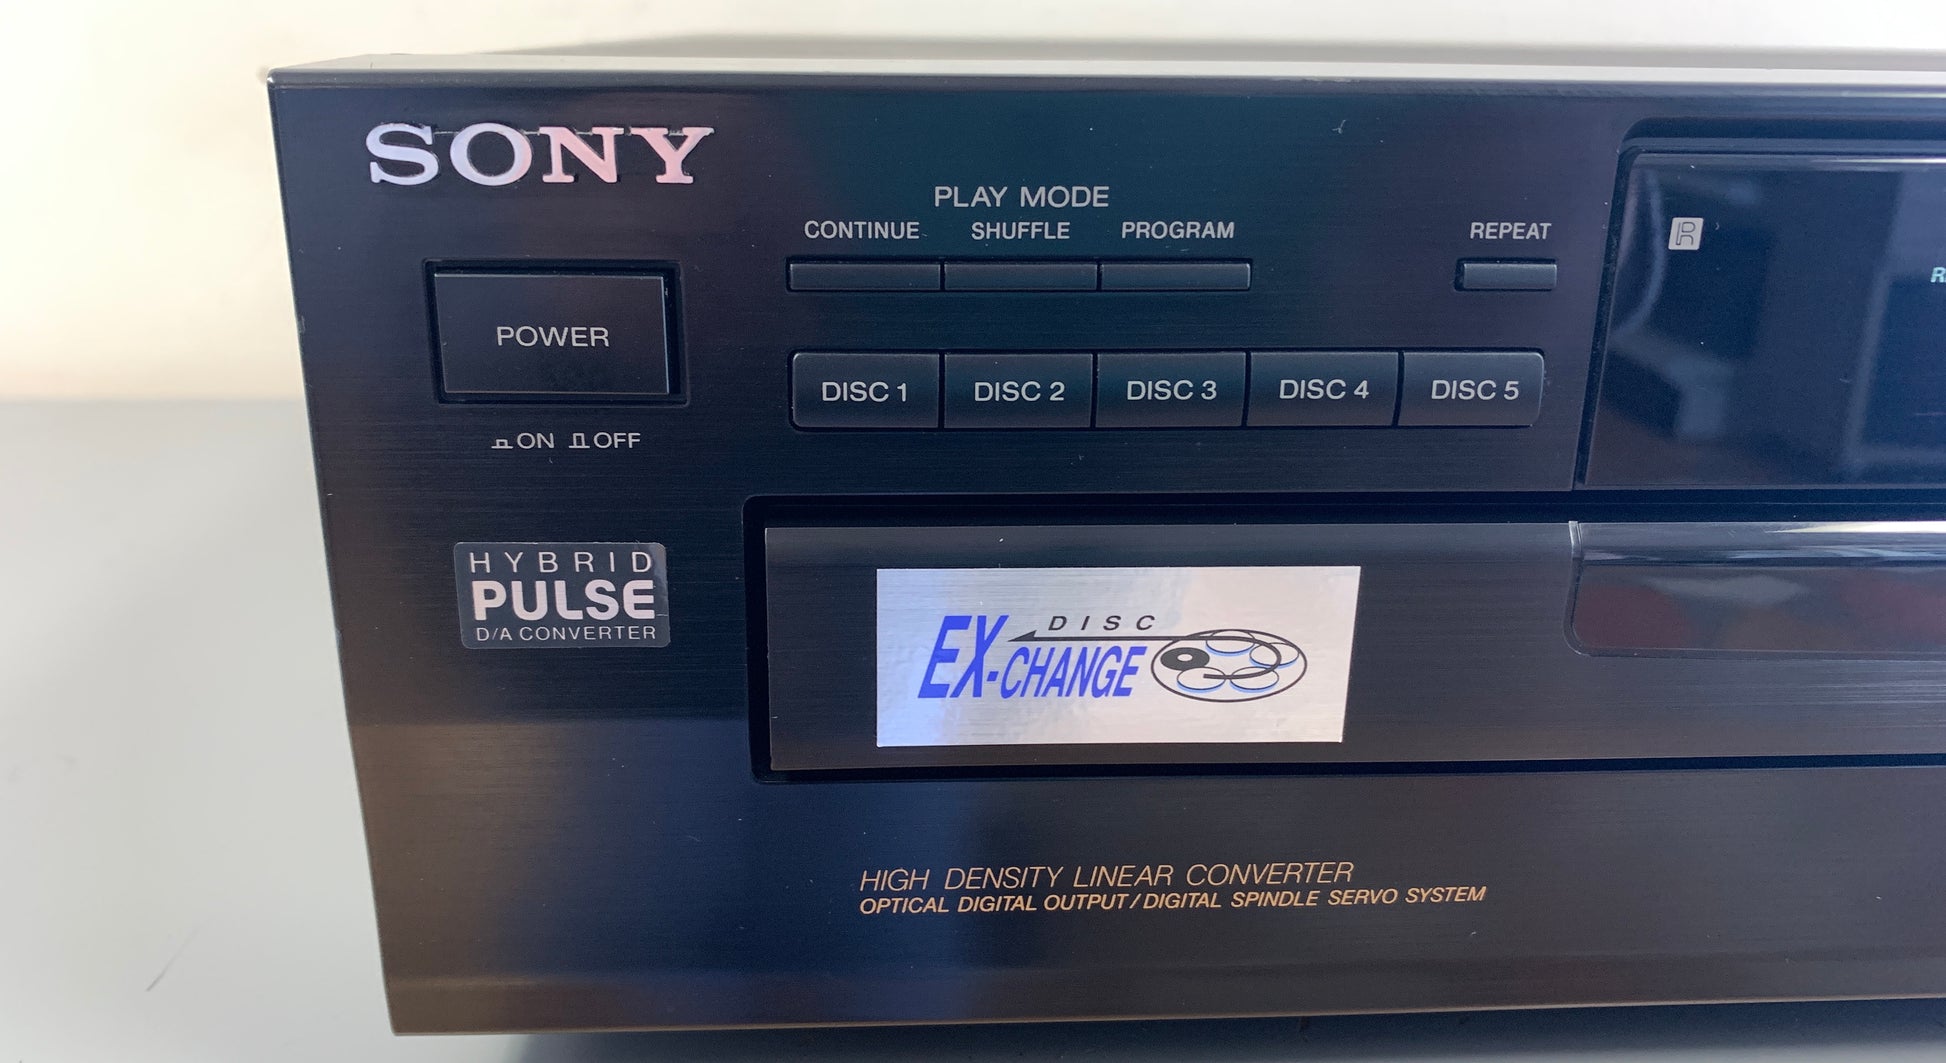 SONY
PLAY MODE
CONTINUE SHUFFLE PROGRAM REPEAT
R
POWER
DISC 1 DISC 2 DISC 3 DISC 4 DISC 5
ON OFF
HYBRID
PULSE
D/A CONVERTER
DISC
EX-CHANGE
HIGH DENSITY LINEAR CONVERTER
OPTICAL DIGITAL OUTPUT/DIGITAL SPINDLE SERVO SYSTEM